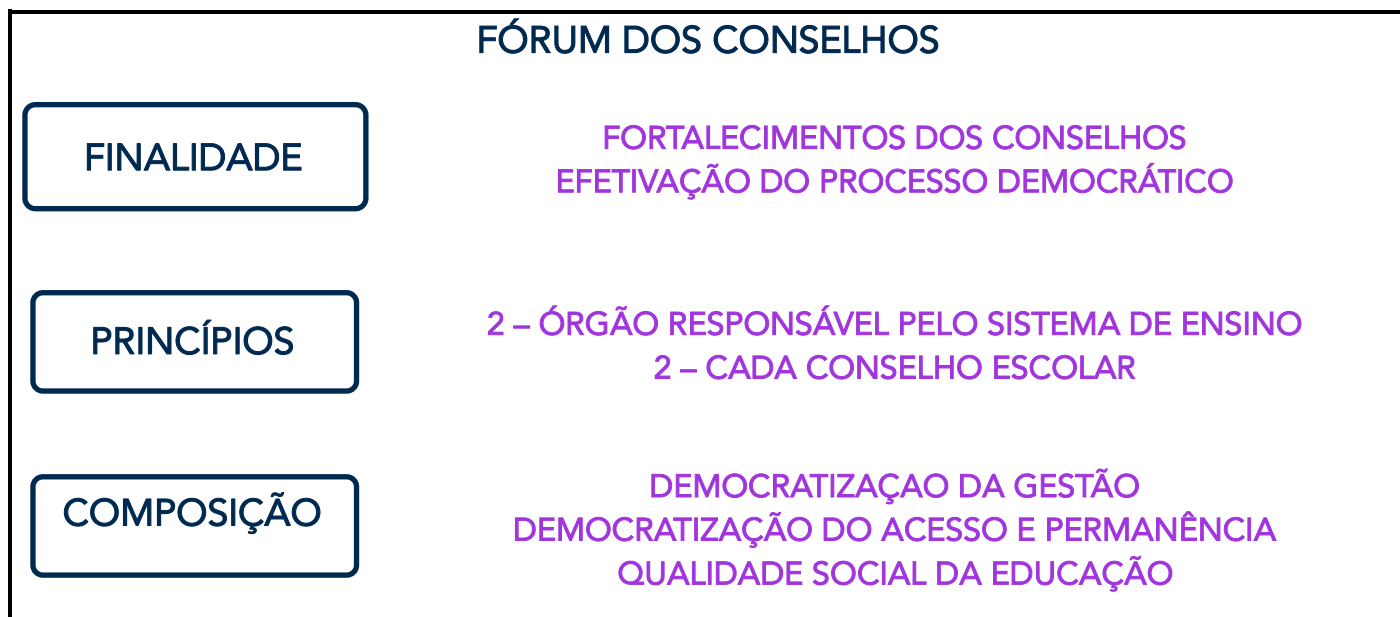 FÓRUM DOS CONSELHOS
FINALIDADE
FORTALECIMENTOS DOS CONSELHOS
EFETIVAÇÃO DO PROCESSO DEMOCRÁTICO
PRINCÍPIOS
2 – ÓRGÃO RESPONSÁVEL PELO SISTEMA DE ENSINO
2 – CADA CONSELHO ESCOLAR
COMPOSIÇÃO
DEMOCRATIZAÇAO DA GESTÃO
DEMOCRATIZAÇÃO DO ACESSO E PERMANÊNCIA
QUALIDADE SOCIAL DA EDUCAÇÃO